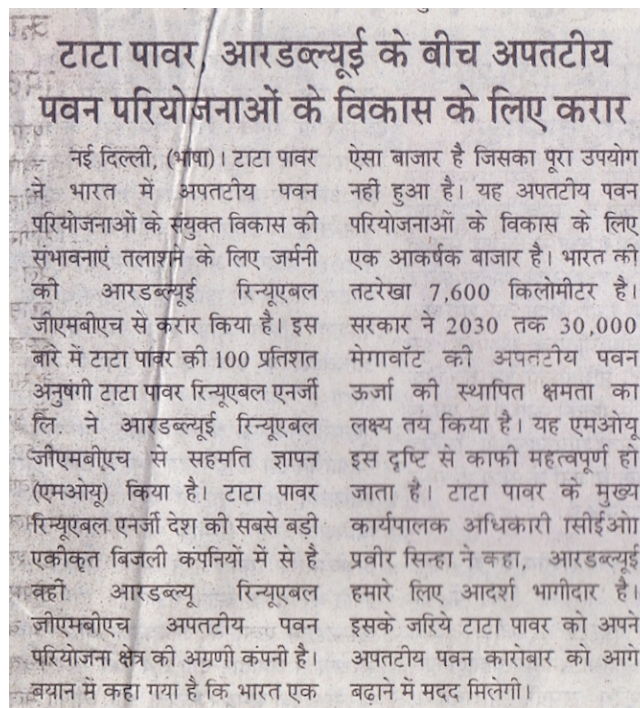 टाटा पावर, आरडब्ल्यूई के बीच अपतटीय
पवन परियोजनाओं के विकास के लिए करार
नई दिल्ली, (भाषा)। टाटा पावर
ने भारत में अपतटीय पवन
परियोजनाओं के संयुक्त विकास की
संभावनाएं तलाशने के लिए जर्मनी
की आरडब्ल्यूई रिन्यूएबल
जीएमबीएच से करार किया है। इस
बारे में टाटा पावर की 100 प्रतिशत
अनुषंगी टाटा पावर रिन्यूएबल एनर्जी
लि. ने आरडब्ल्यूई रिन्यूएबल
जीएमबीएच से सहमति ज्ञापन
(एमओयू) किया है। टाटा पावर
रिन्यूएबल एनर्जी देश की सबसे बड़ी
एकीकृत बिजली कंपनियों में से है
वहीं आरडब्ल्यू रिन्यूएबल
जीएमबीएच अपतटीय पवन
परियोजना क्षेत्र की अग्रणी कंपनी है।
बयान में कहा गया है कि भारत एक
ऐसा बाजार है जिसका पूरा उपयोग
नहीं हुआ है। यह अपतटीय पवन
परियोजनाओं के विकास के लिए
एक आकर्षक बाजार है। भारत की
तटरेखा 7,600 किलोमीटर है।
सरकार ने 2030 तक 30,000
मेगावॉट की अपतटीय पवन
ऊर्जा की स्थापित क्षमता का
लक्ष्य तय किया है। यह एमओयू
इस दृष्टि से काफी महत्वपूर्ण हो
जाता है। टाटा पावर के मुख्य
कार्यपालक अधिकारी (सीईओ)
प्रवीर सिन्हा ने कहा, आरडब्ल्यूई
हमारे लिए आदर्श भागीदार है।
इसके जरिये टाटा पावर को अपन
अपतटीय पवन कारोबार को आगे
बढ़ाने में मदद मिलेगी।